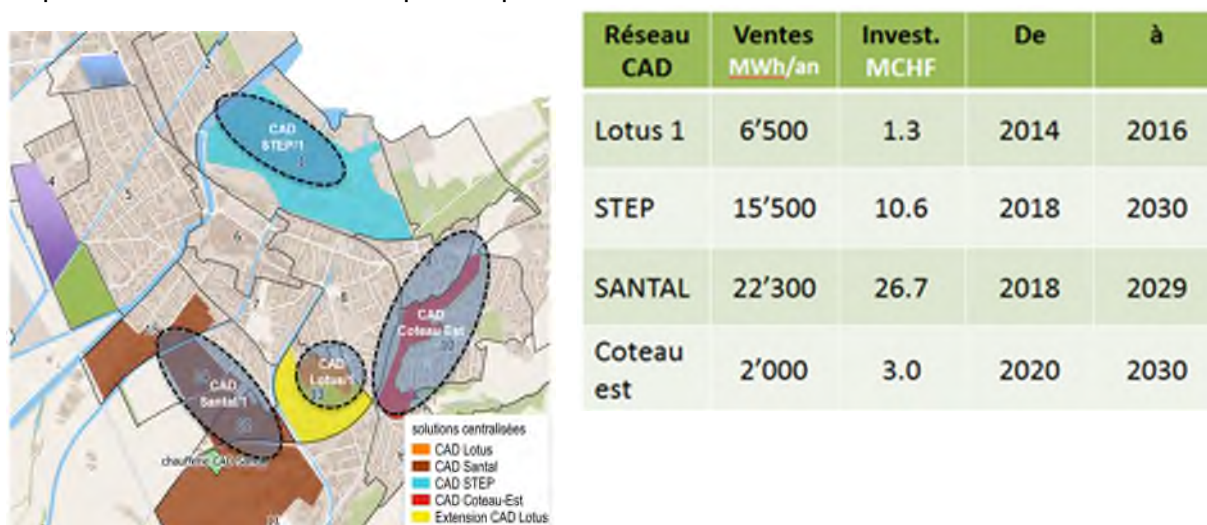 CAD
STEP/1
CAD
Coteau-Est
CAD
Lotus/1
CAD
Santal/1
solutions centralisées
CAD Lotus
CAD Santal
CAD STEP
CAD Coteau-Est
Extension CAD Lotus
Réseau CAD Ventes MWh/an Invest. MCHF De à
Lotus 1 6'500 1.3 2014 2016
STEP 15'500 10.6 2018 2030
SANTAL 22'300 26.7 2018 2029
Coteau est 2'000 3.0 2020 2030